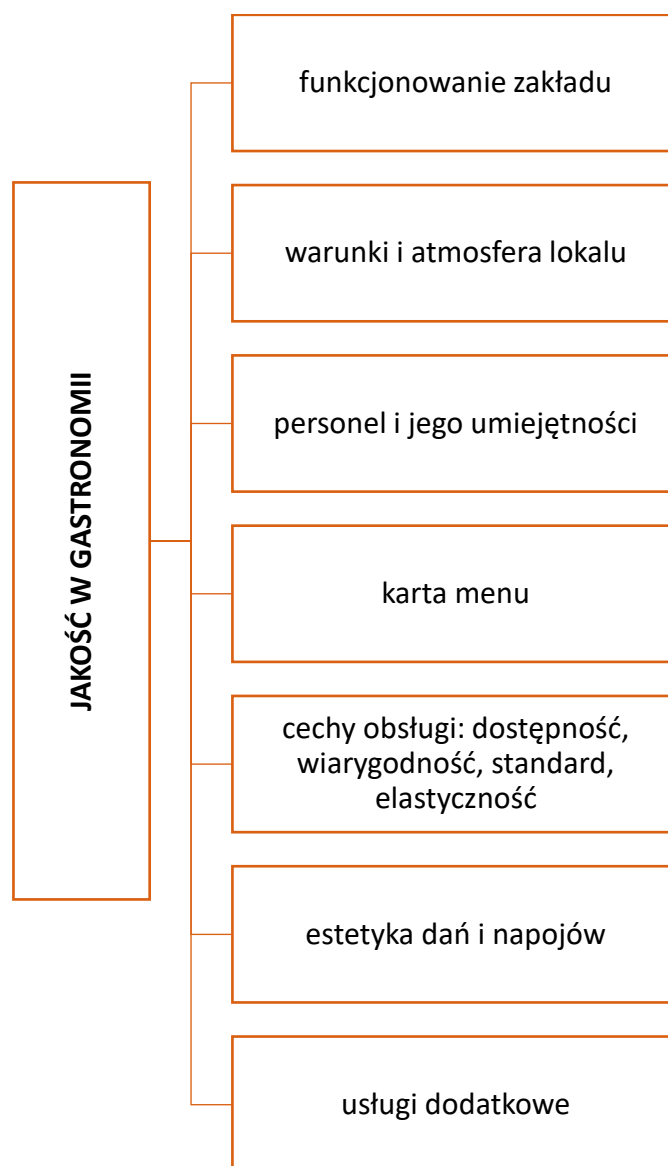 JAKOŚĆ W GASTRONOMII
funkcjonowanie zakładu
warunki i atmosfera lokalu
personel i jego umiejętności
karta menu
cechy obsługi: dostępność,
wiarygodność, standard,
elastyczność
estetyka dań i napojów
usługi dodatkowe